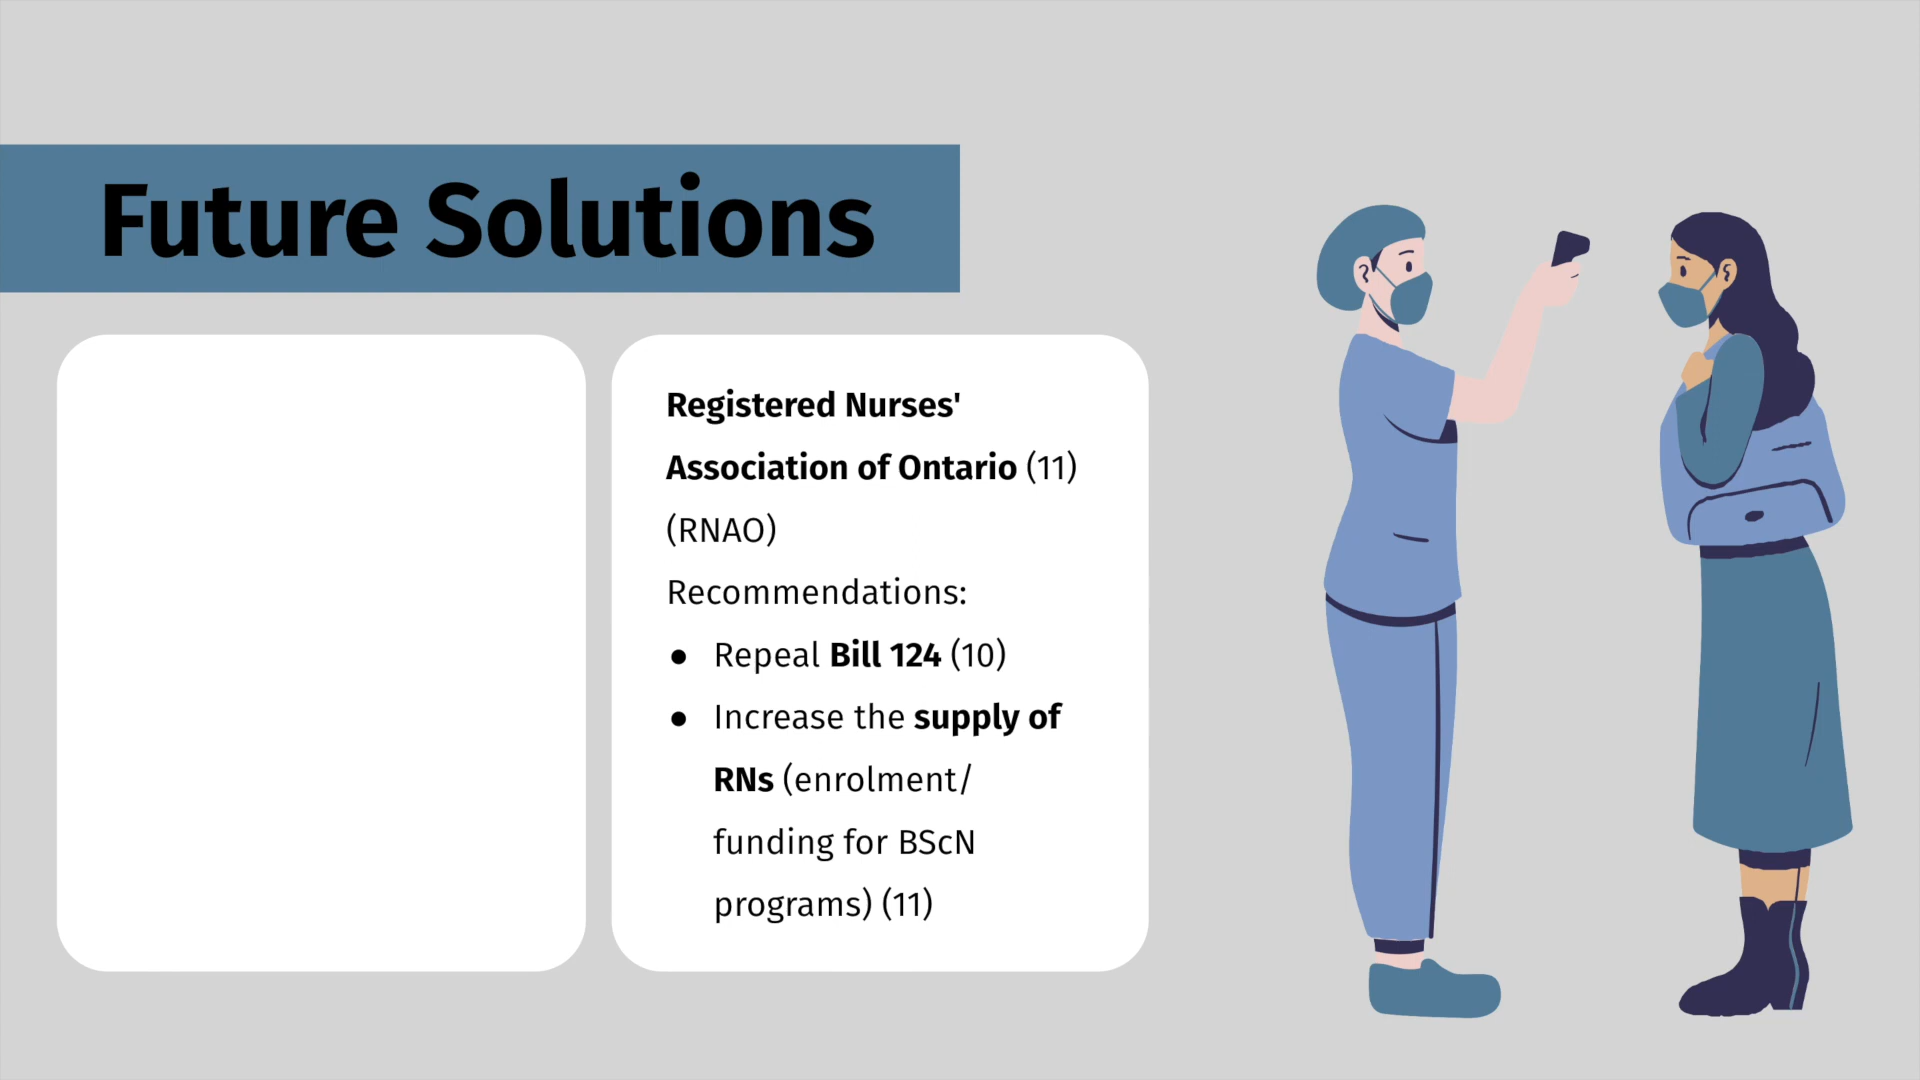 Future Solutions
Registered Nurses'
Association of Ontario (11)
(RNAO)
Recommendations:
● Repeal Bill 124 (10)
● Increase the supply of
RNs (enrolment/
funding for BScN
programs) (11)